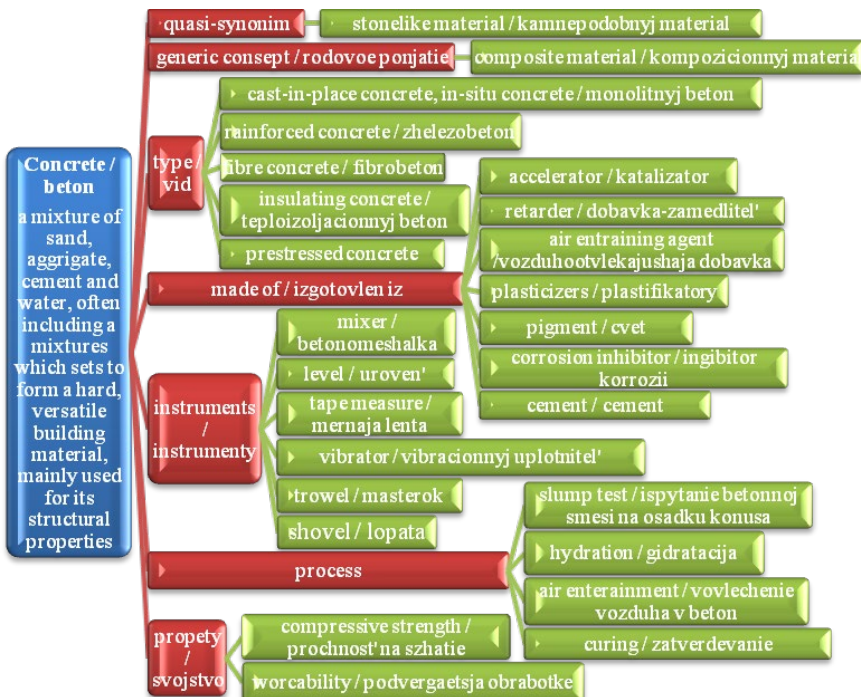 Concrete /
beton
a mixture of
sand,
aggrigate,
cement and
water, often
including a
mixtures
which sets to
form a hard,
versatile
building
material,
mainly used
for its
structural
properties
quasi-synonim
stonelike material / kamnepodobnyj material
generic consept / rodovoe ponjatie
composite material / kompozicionnyj material
type /
vid
cast-in-place concrete, in-situ concrete / monolitnyj beton
rainforced concrete / zhelezobeton
fibre concrete / fibrobeton
insulating concrete /
teploizoljacionnyj beton
prestressed concrete
made of / izgotovlen iz
accelerator / katalizator
retarder / dobavka-zamedlitel'
air entraining agent
/vozduhootvlekajushaja dobavka
plasticizers / plastifikatory
pigment / cvet
corrosion inhibitor / ingibitor
korrozii
cement / cement
instruments
/
instrumenty
mixer /
betonomeshalka
level / uroven'
tape measure /
mernaja lenta
vibrator / vibracionnyj uplotnitel'
trowel / masterok
shovel / lopata
process
slump test / ispytanie betonnoj
smesi na osadku konusa
hydration / gidratacija
air enterainment / vovlechenie
vozduha v beton
curing / zatverdevanie
propety
/
svojstvo
compressive strength /
prochnost' na szhatie
worcability / podvergaetsja obrabotke